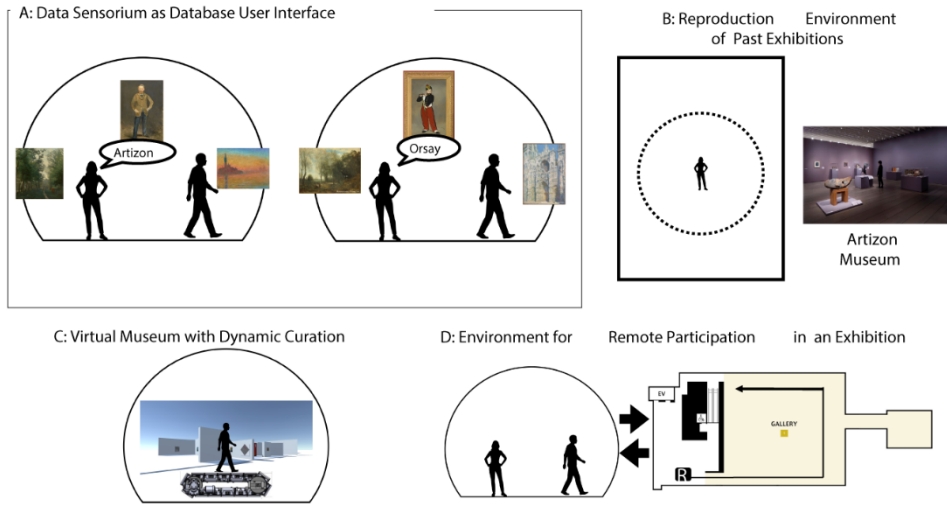 A: Data Sensorium as Database User Interface
Artizon
Orsay
B: Reproduction Environment
of Past Exhibitions
Artizon
Museum
C: Virtual Museum with Dynamic Curation
D: Environment for Remote Participation in an Exhibition
EV
GALLERY
R